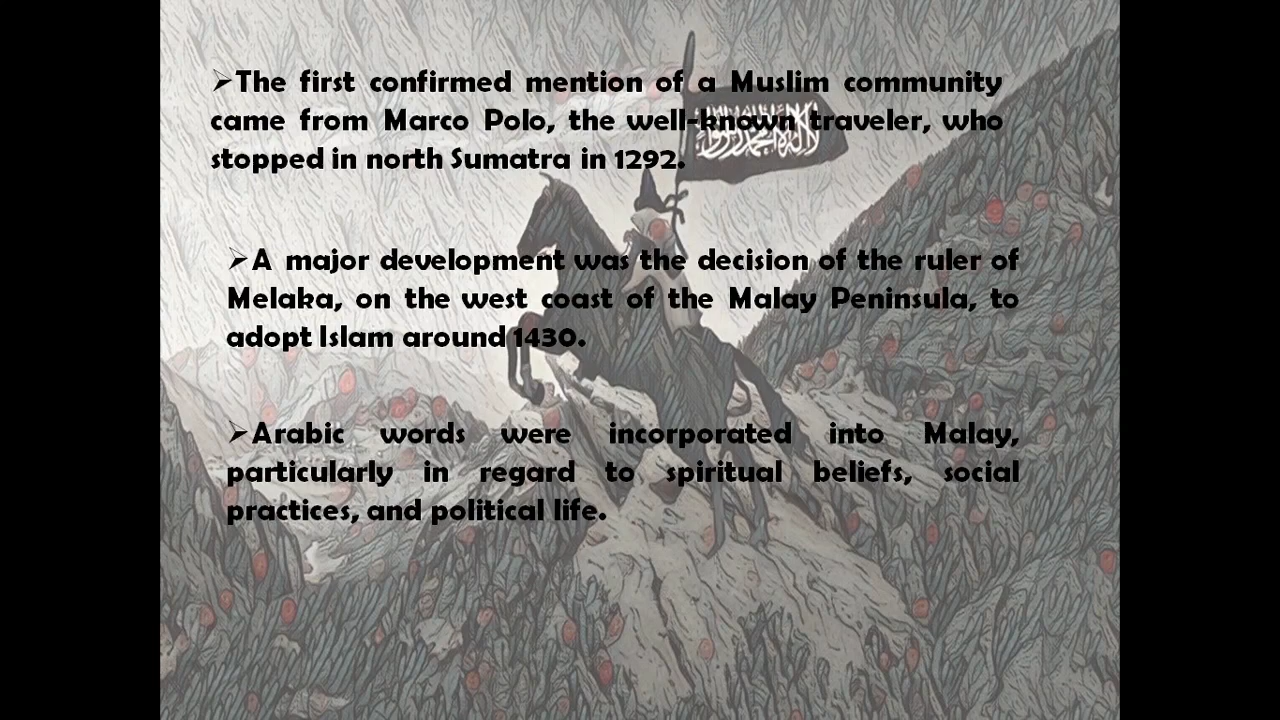 ➢The first confirmed mention of a Muslim community
came from Marco Polo, the well-known traveler, who
stopped in north Sumatra in 1292.
➢A major development was the decision of the ruler of
Melaka, on the west coast of the Malay Peninsula, to
adopt Islam around 1430.
➢Arabic words were incorporated into Malay,
particularly in regard to spiritual beliefs, social
practices, and political life.